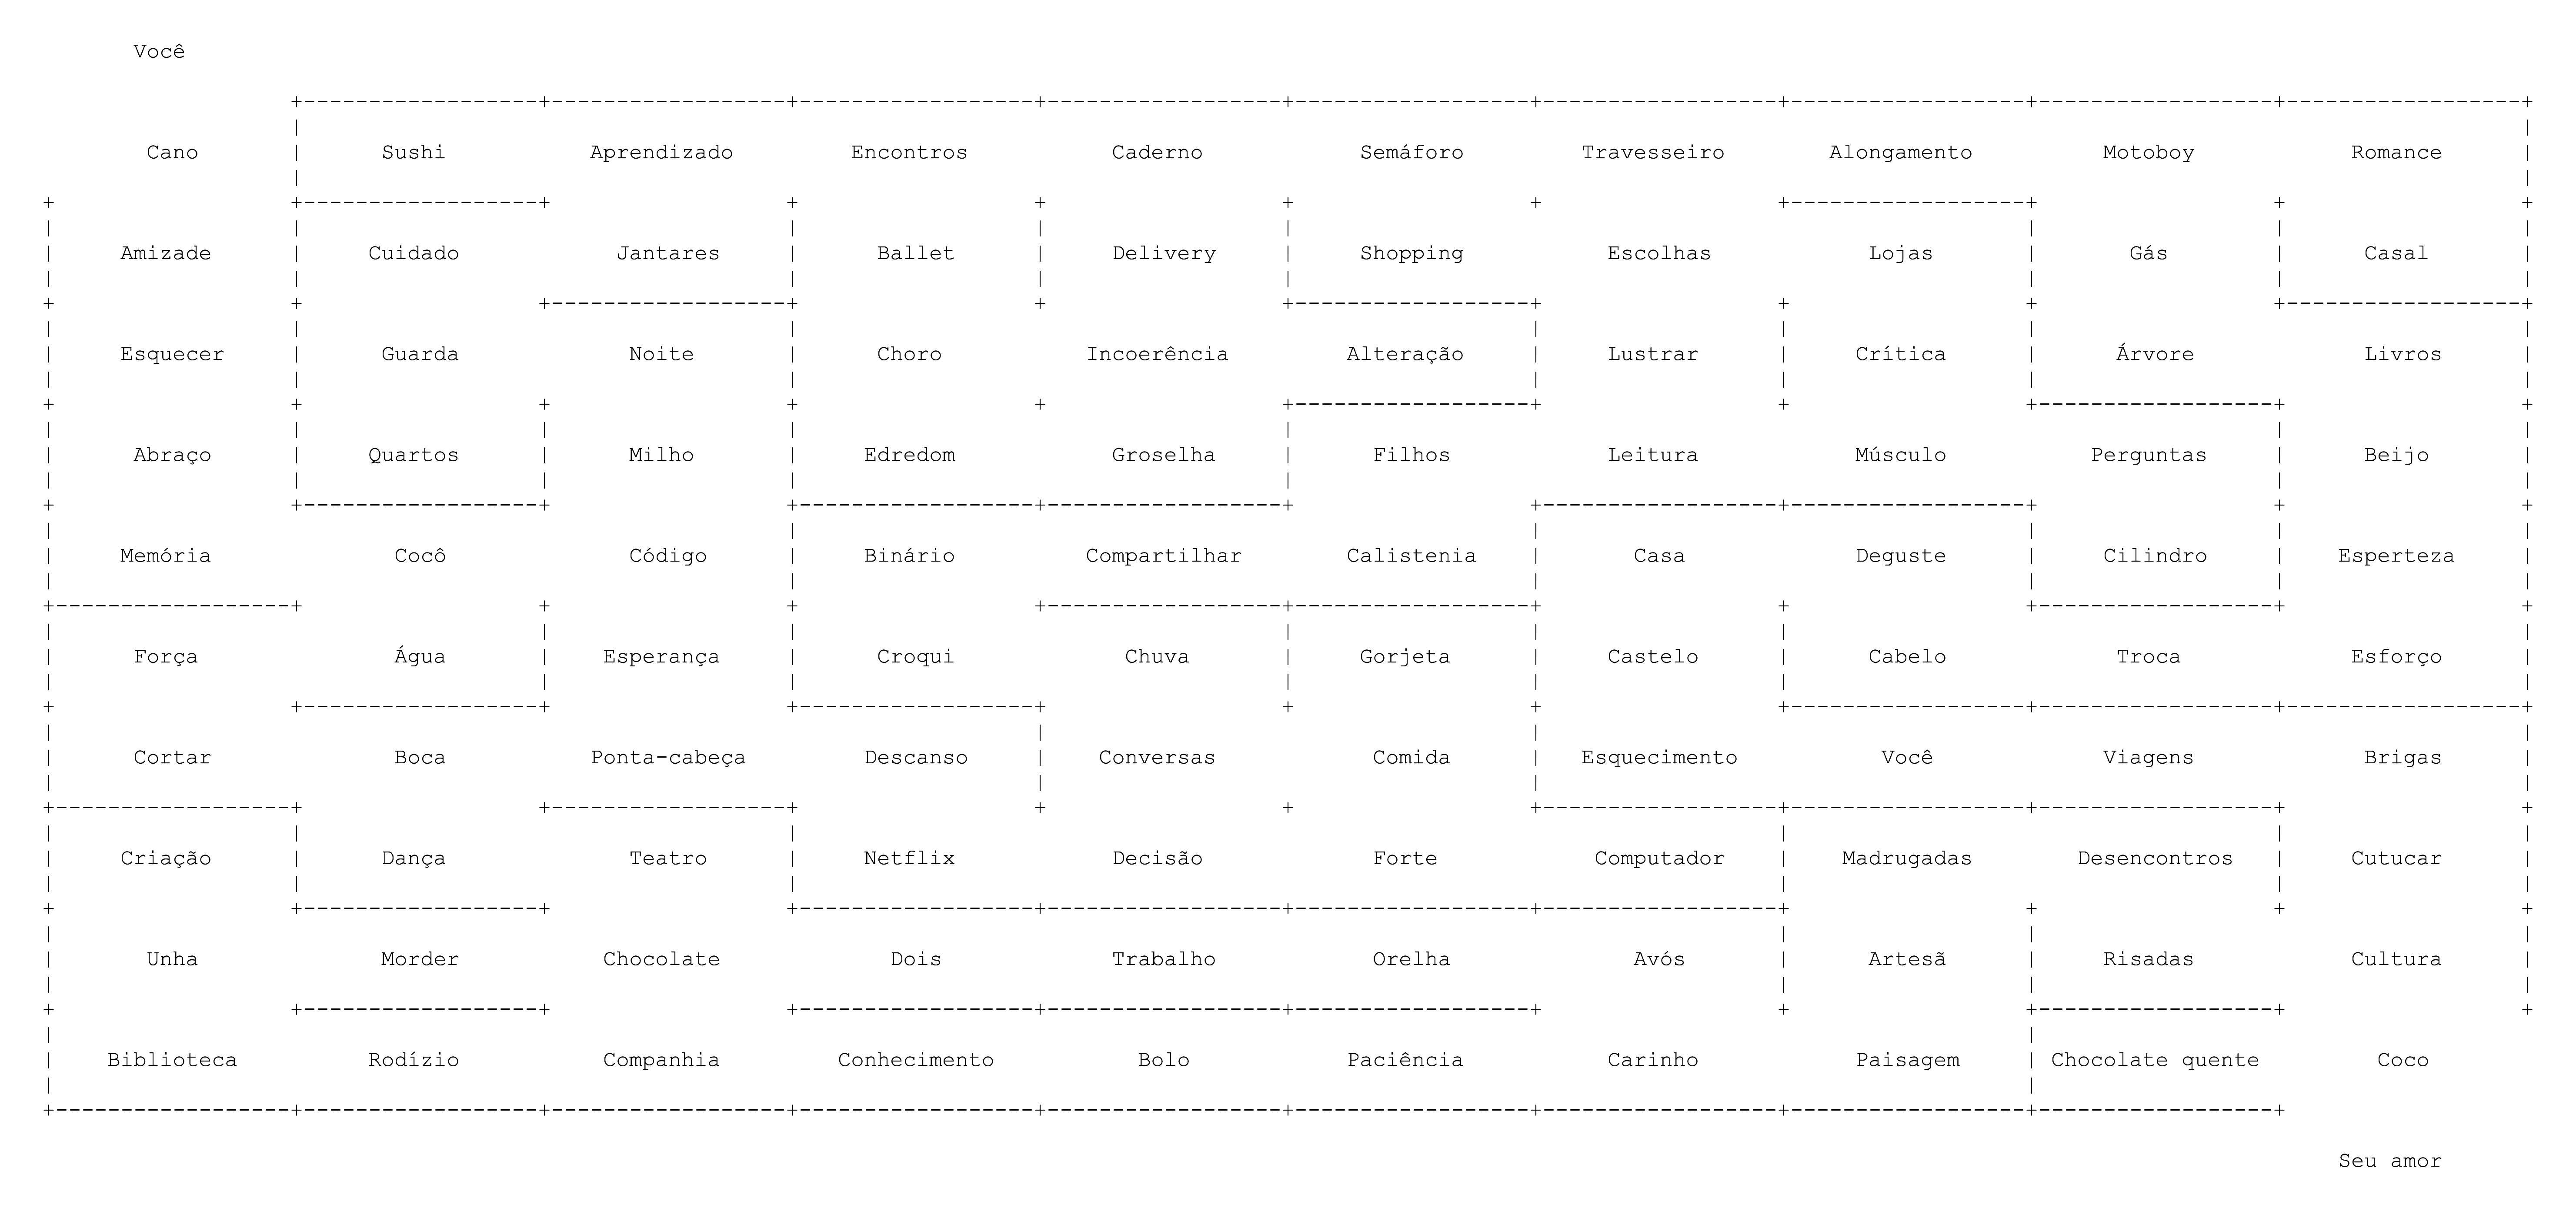 Você
Cano Sushi Aprendizado Encontros Caderno Semáforo Travesseiro Alongamento Motoboy Romance
Amizade Cuidado Jantares Ballet Delivery Shopping Escolhas Lojas Gás Casal
Esquecer Guarda Noite Choro Incoerência Alteração Lustrar Crítica Árvore Livros
Abraço Quartos Milho Edredom Groselha Filhos Leitura Músculo Perguntas Beijo
Memória Cocô Código Binário Compartilhar Calistenia Casa Deguste Cilindro Esperteza
Força Água Esperança Croqui Chuva Gorjeta Castelo Cabelo Troca Esforço
Cortar Boca Ponta-cabeça Descanso Conversas Comida Esquecimento Você Viagens Brigas
Criação Dança Teatro Netflix Decisão Forte Computador Madrugadas Desencontros Cutucar
Unha Morder Chocolate Dois Trabalho Orelha Avós Artesã Risadas Cultura
Biblioteca Rodízio Companhia Conhecimento Bolo Paciência Carinho Paisagem Chocolate quente Coco
Seu amor